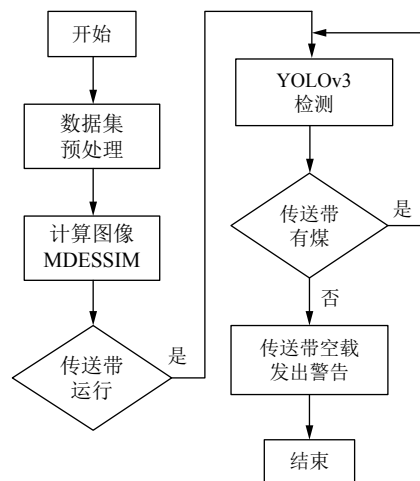 开始
数据集
预处理
计算图像
MDESSIM
传送带
运行
是
YOLOv3
检测
传送带
有煤
是
否
传送带空载
发出警告
结束